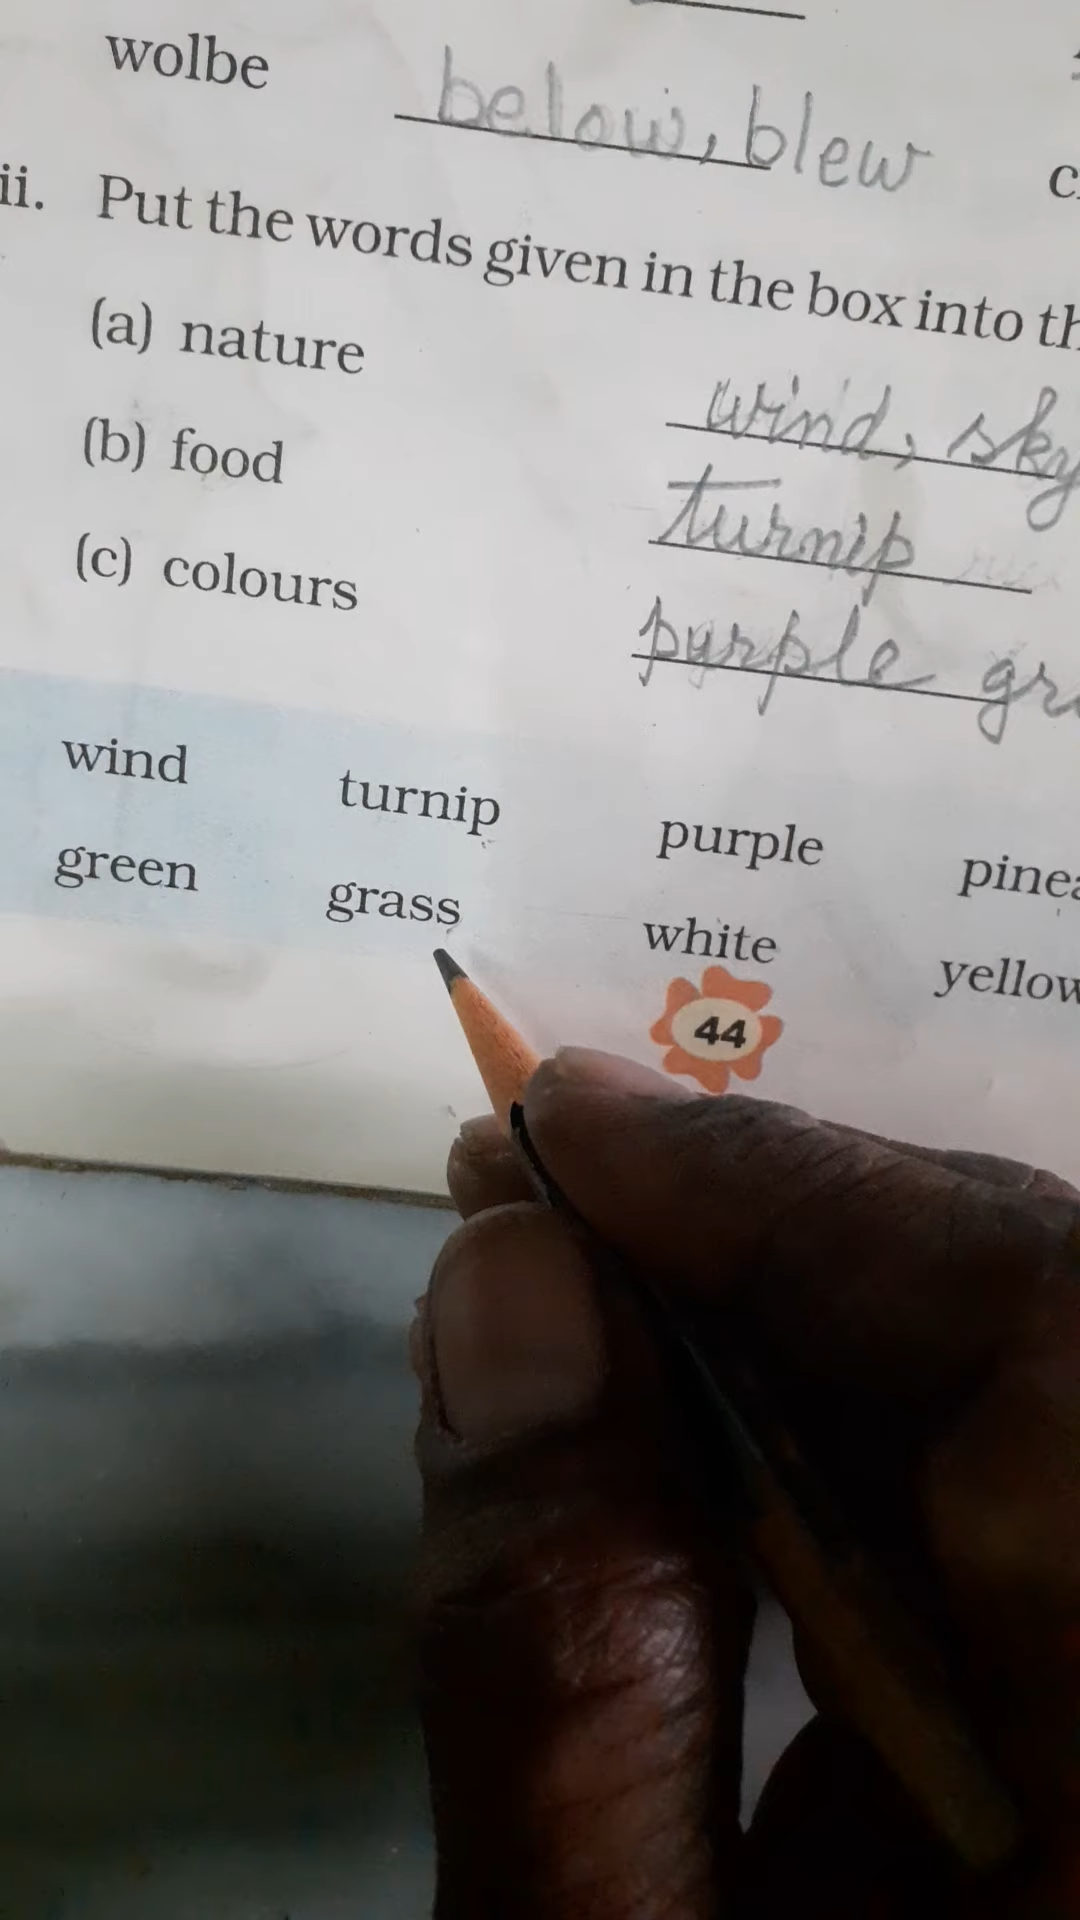 wolbe below, blew
ii. Put the words given in the box into
(a) nature wind, sky
(b) food turnip
(c) colours purple
wind turnip purple
green grass white yellow
44